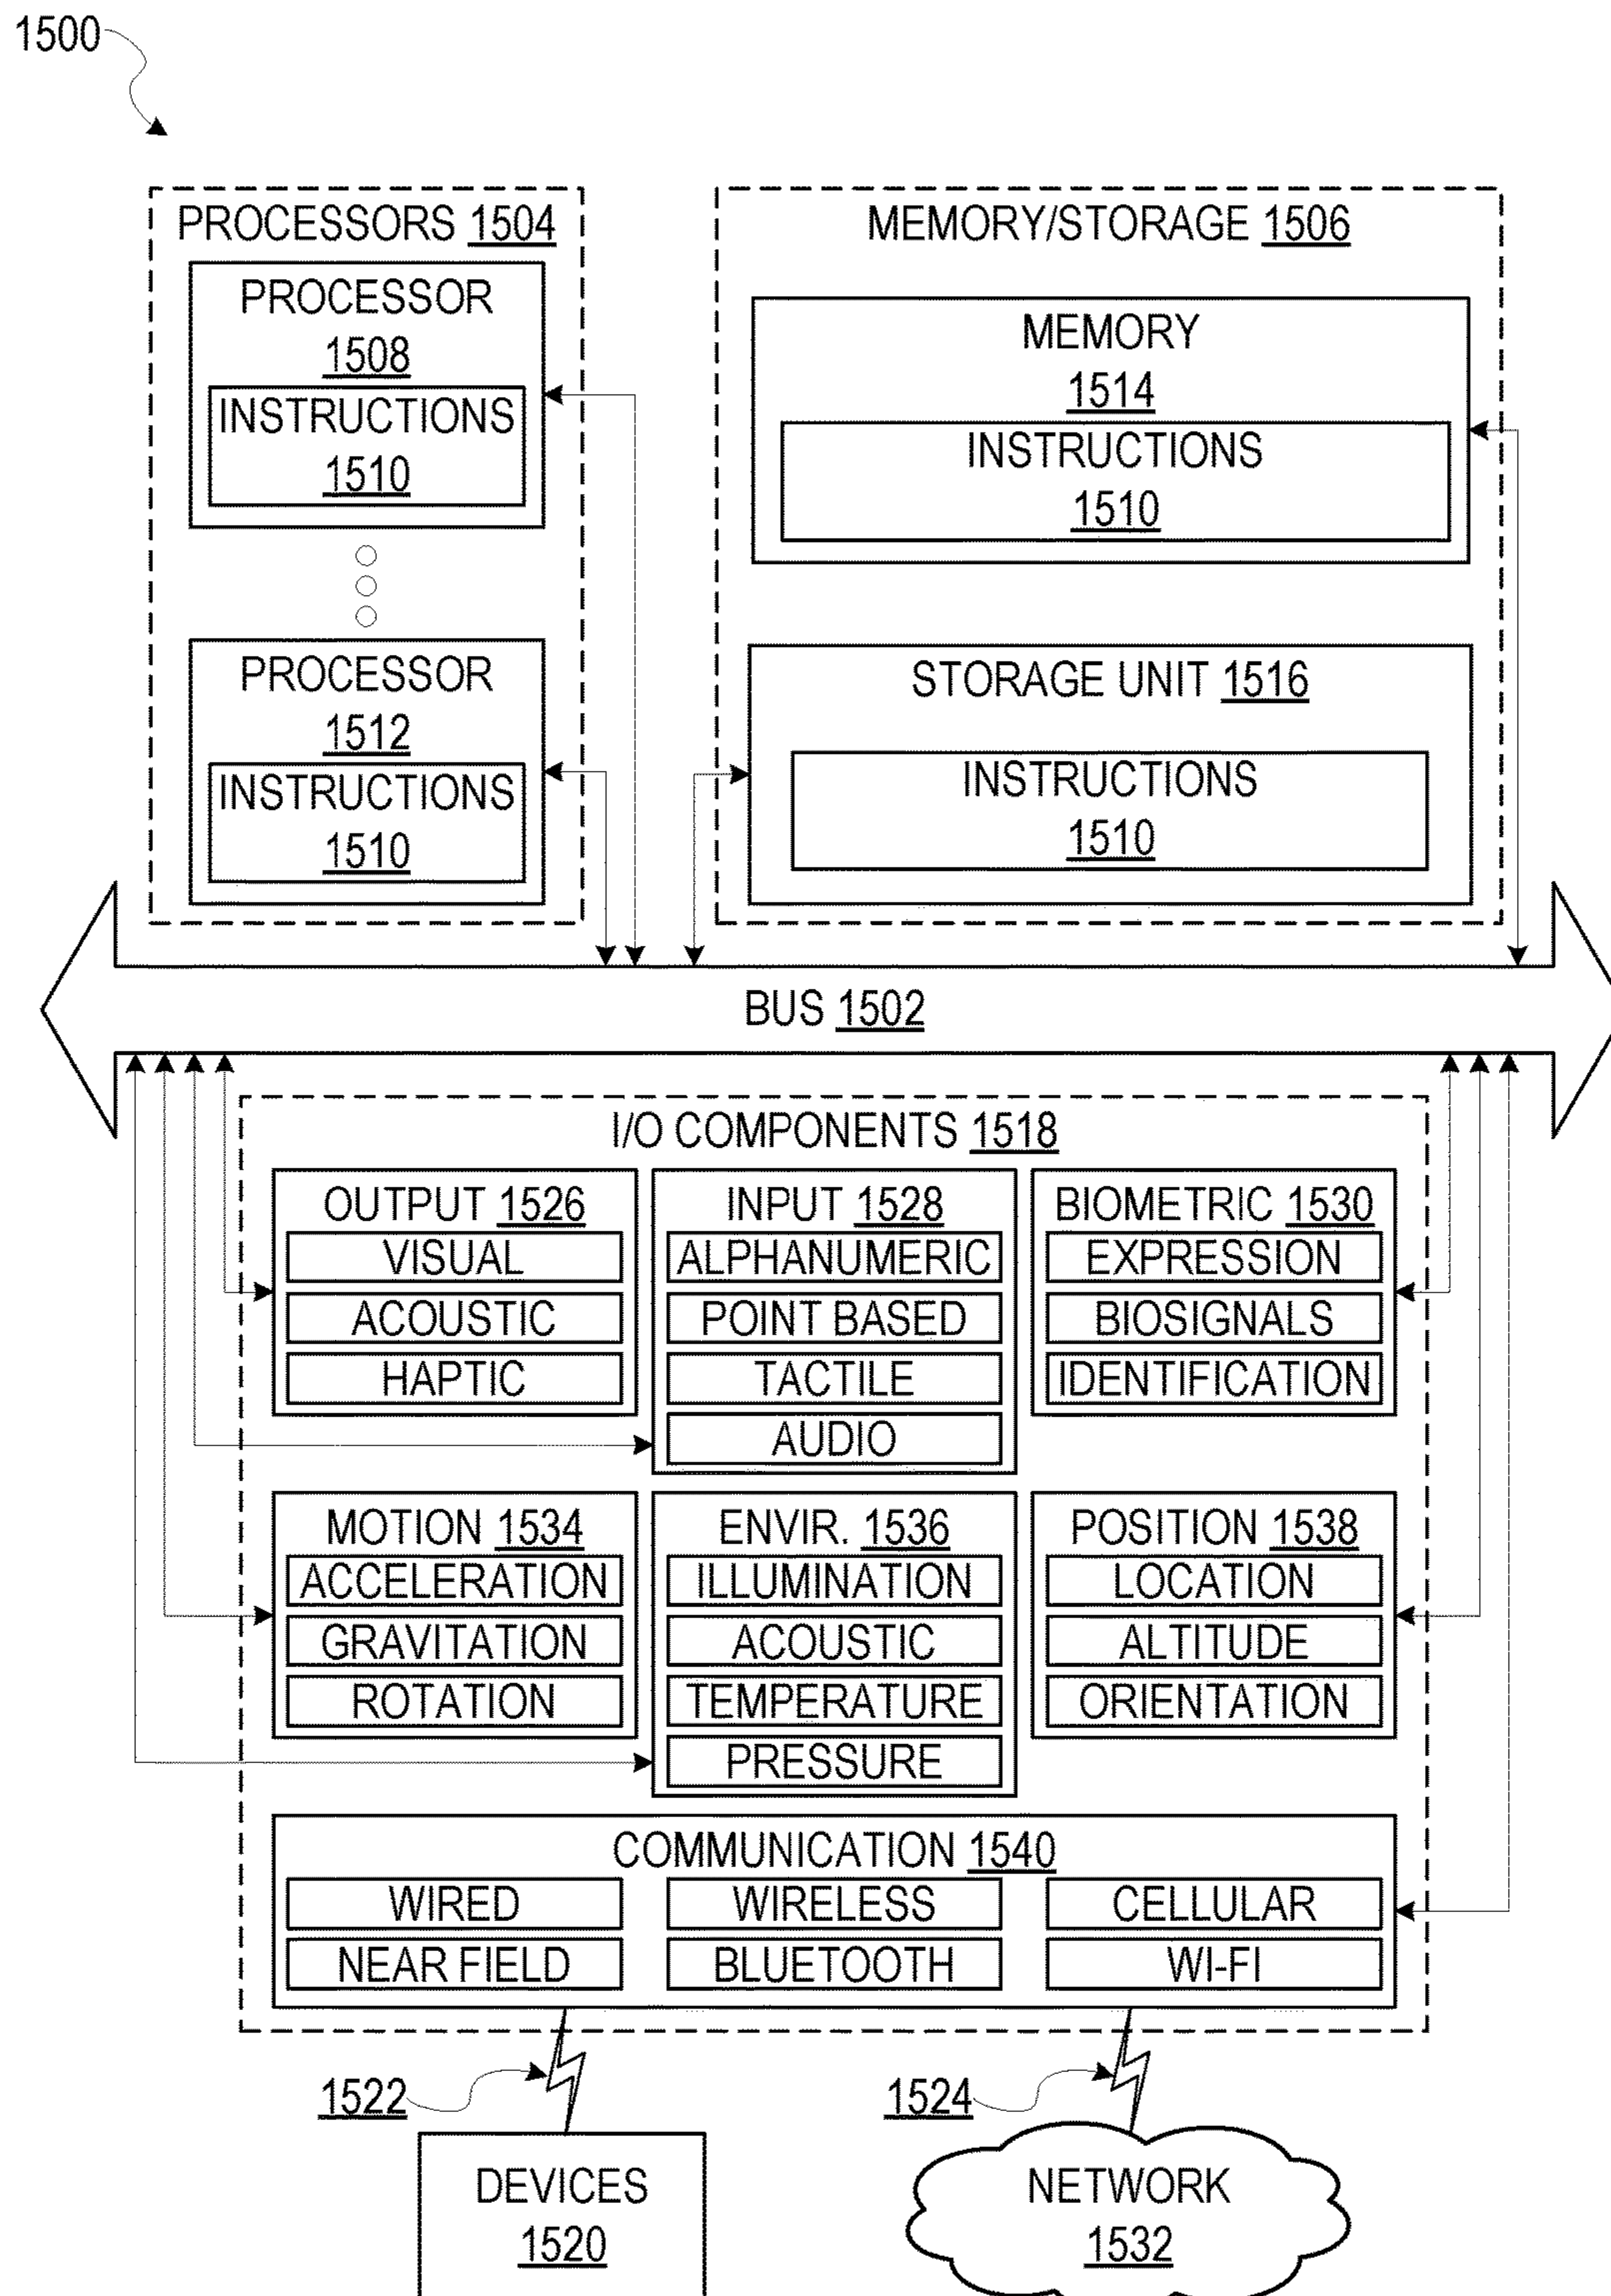 1500
PROCESSORS 1504
PROCESSOR
1508
INSTRUCTIONS
1510
PROCESSOR
1512
INSTRUCTIONS
1510
MEMORY/STORAGE 1506
MEMORY
1514
INSTRUCTIONS
1510
STORAGE UNIT 1516
INSTRUCTIONS
1510
BUS 1502
I/O COMPONENTS 1518
OUTPUT 1526
VISUAL
ACOUSTIC
HAPTIC
INPUT 1528
ALPHANUMERIC
POINT BASED
TACTILE
AUDIO
BIOMETRIC 1530
EXPRESSION
BIOSIGNALS
IDENTIFICATION
MOTION 1534
ACCELERATION
GRAVITATION
ROTATION
ENVIR. 1536
ILLUMINATION
ACOUSTIC
TEMPERATURE
PRESSURE
POSITION 1538
LOCATION
ALTITUDE
ORIENTATION
COMMUNICATION 1540
WIRED
WIRELESS
CELLULAR
NEAR FIELD
BLUETOOTH
WI-FI
1522
1524
DEVICES
1520
NETWORK
1532